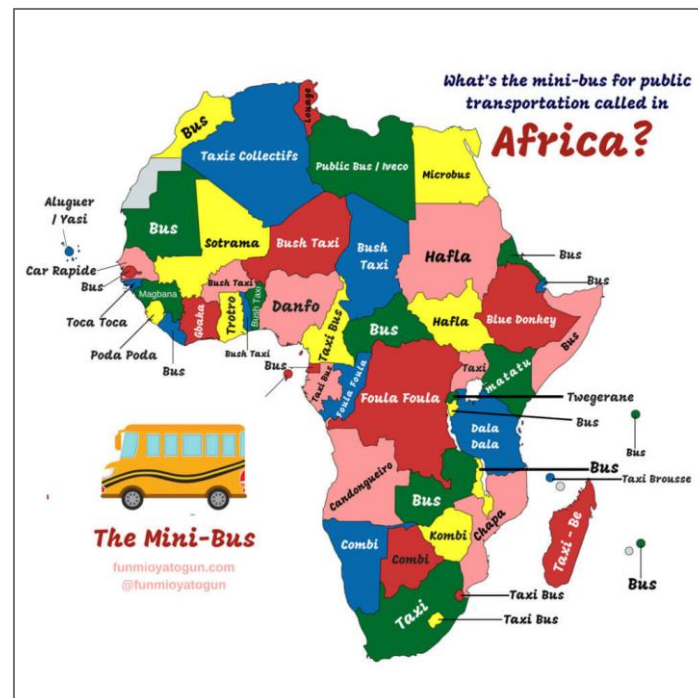 What's the mini-bus for public
transportation called in
Africa?
Louage
Bus
Taxis Collectifs
Public Bus / Iveco
Microbus
Aluguer
/ Yasi
Bus
Sotrama
Bush Taxi
Bush
Taxi
Hafla
Bus
Car Rapide
Bus
Bus
Magbana
Bush Taxi
Gbaka
Trotro
Bush Taxi
Danfo
Taxi Bus
Bus
Hafla
Blue Donkey
Bus
Toca Toca
Poda Poda
Bus
Bush Taxi
Bus
Taxi Bus
Foula Foula
Foula Foula
Taxi
matatu
Twegerane
Bus
Dala
Dala
Bus
Bus
Taxi Brousse
Candongueiro
Bus
Chapa
Kombi
Combi
Combi
Taxi - Be
Bus
Taxi
Taxi Bus
Taxi Bus
The Mini-Bus
funmioyatogun.com
@funmioyatogun